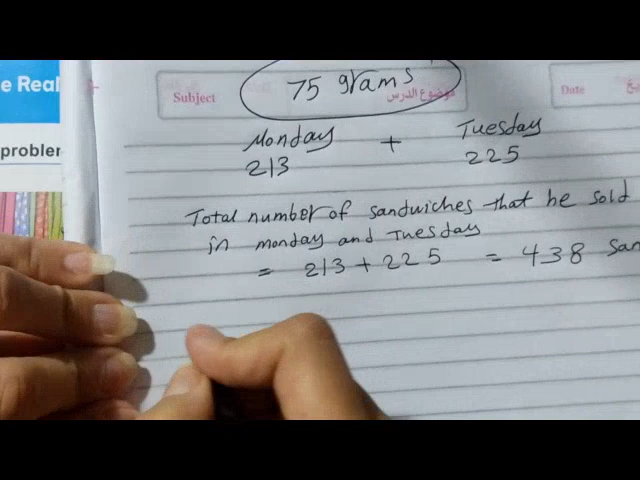 e Real
problem
75 grams
Subject
موضوع الدرس
Date
Monday + Tuesday
213 225
Total number of sandwiches that he sold
in monday and Tuesday
= 213 + 225 = 438 San